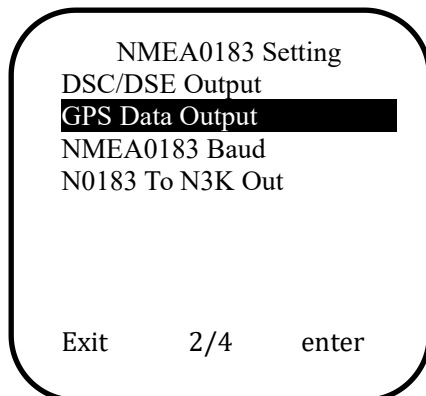 NMEA0183 Setting
DSC/DSE Output
GPS Data Output
NMEA0183 Baud
N0183 To N3K Out
Exit 2/4 enter